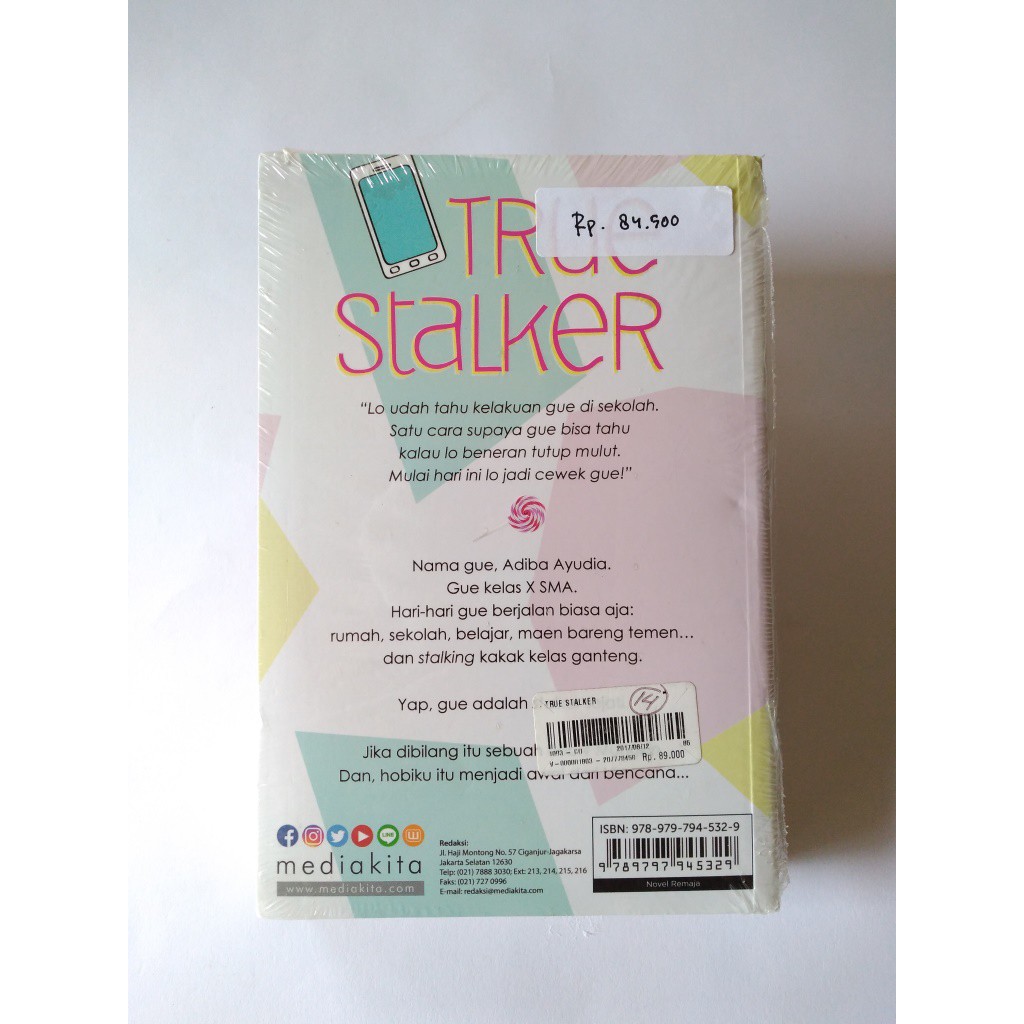 TRue
Rp. 84.500
Stalker
“Lo udah tahu kelakuan gue di sekolah.
Satu cara supaya gue bisa tahu
kalau lo beneran tutup mulut.
Mulai hari ini lo jadi cewek gue!”
Nama gue, Adiba Ayudia.
Gue kelas X SMA.
Hari-hari gue berjalan biasa aja:
rumah, sekolah, belajar, maen bareng temen...
dan stalking kakak kelas ganteng.
Yap, gue adalah
TRUE STALKER
14
2017/06/12
Rp. 89.000
Jika dibilang itu sebuah
Dan, hobiku itu menjadi awal dari bencana...
mediakita
www.mediakita.com
Redaksi:
Jl. Haji Montong No. 57 Ciganjur-Jagakarsa
Jakarta Selatan 12630
Telp: (021) 7888 3030; Ext: 213, 214, 215, 216
Faks: (021) 727 0996
E-mail: redaksi@mediakita.com
ISBN: 978-979-794-532-9
9 789797 945329
Novel Remaja